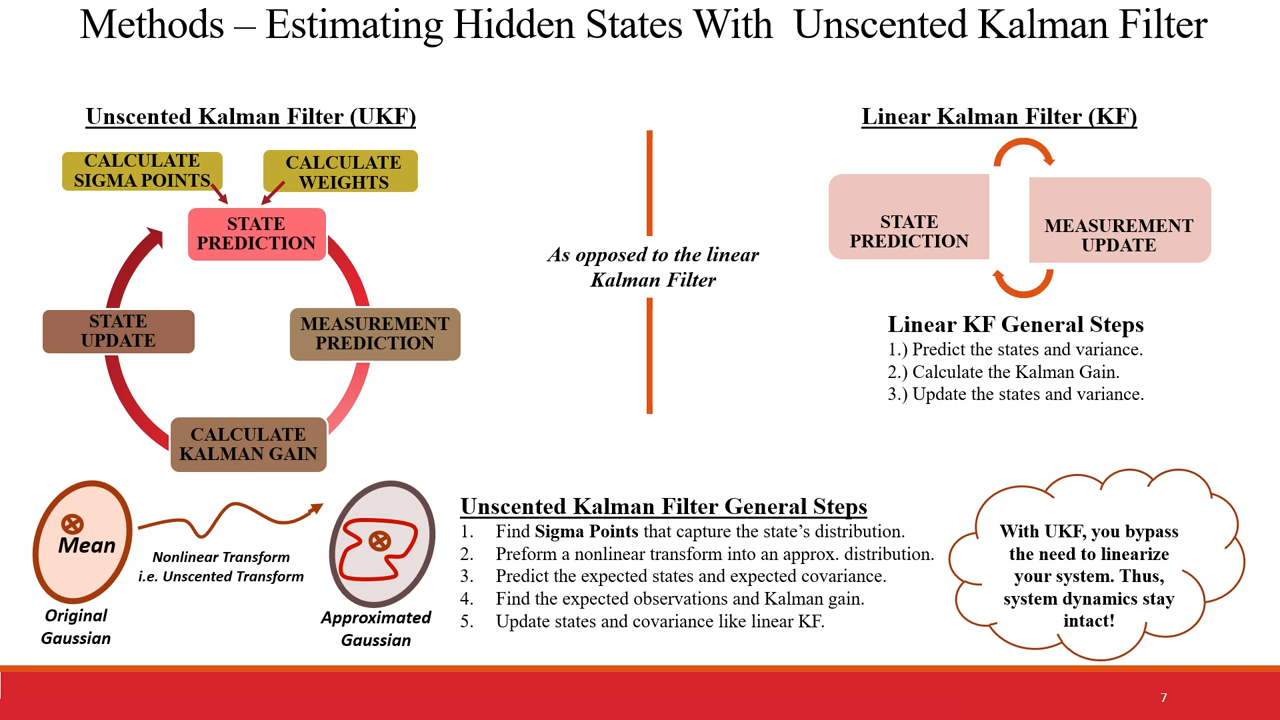 Methods – Estimating Hidden States With Unscented Kalman Filter
Unscented Kalman Filter (UKF)
CALCULATE
SIGMA POINTS
CALCULATE
WEIGHTS
STATE
PREDICTION
STATE
UPDATE
MEASUREMENT
PREDICTION
CALCULATE
KALMAN GAIN
As opposed to the linear
Kalman Filter
Linear Kalman Filter (KF)
STATE
PREDICTION
MEASUREMENT
UPDATE
Linear KF General Steps
1.) Predict the states and variance.
2.) Calculate the Kalman Gain.
3.) Update the states and variance.
Mean
Original
Gaussian
Nonlinear Transform
i.e. Unscented Transform
Approximated
Gaussian
Unscented Kalman Filter General Steps
1. Find Sigma Points that capture the state's distribution.
2. Preform a nonlinear transform into an approx. distribution.
3. Predict the expected states and expected covariance.
4. Find the expected observations and Kalman gain.
5. Update states and covariance like linear KF.
With UKF, you bypass
the need to linearize
your system. Thus,
system dynamics stay
intact!
7